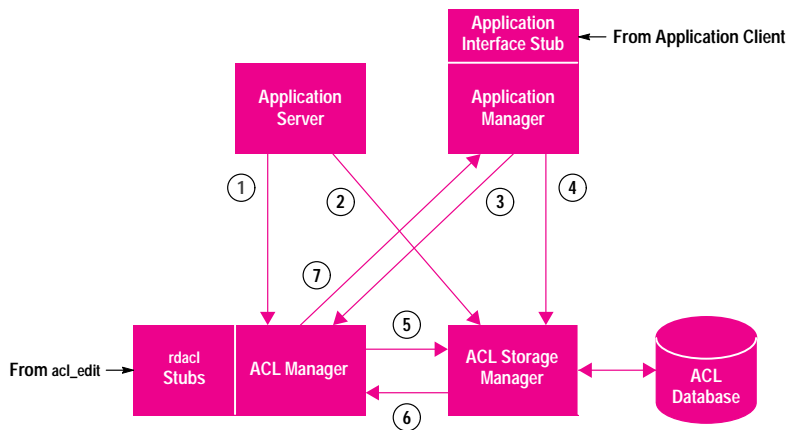 Application
Interface Stub
From Application Client
Application
Server
Application
Manager
1
2
3
4
7
5
From acl_edit
rdacl
Stubs
ACL Manager
ACL Storage
Manager
ACL
Database
6